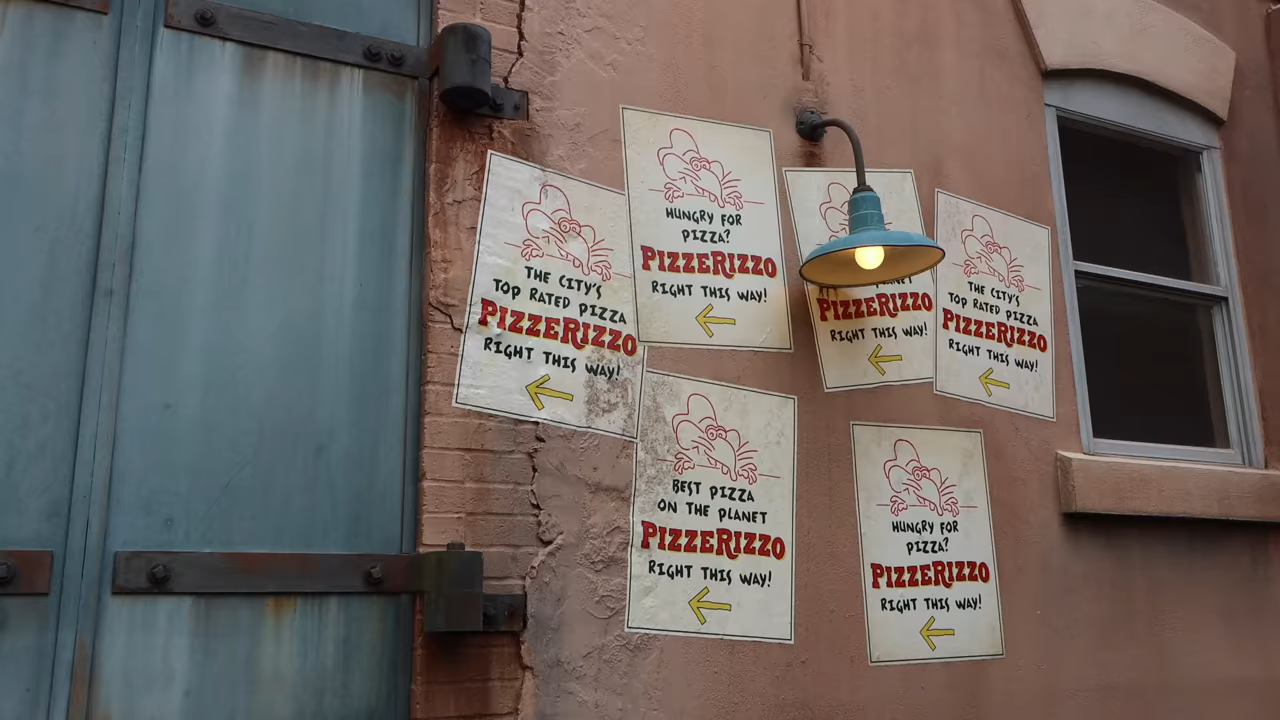 THE CITY'S
TOP RATED PIZZA
PIZZERIZZO
RIGHT THIS WAY!
HUNGRY FOR
PIZZA?
PIZZERIZZO
RIGHT THIS WAY!
PIZZERIZZO
RIGHT THIS WAY!
THE CITY'S
TOP RATED PIZZA
PIZZERIZZO
RIGHT THIS WAY!
BEST PIZZA
ON THE PLANET
PIZZERIZZO
RIGHT THIS WAY!
HUNGRY FOR
PIZZA?
PIZZERIZZO
RIGHT THIS WAY!